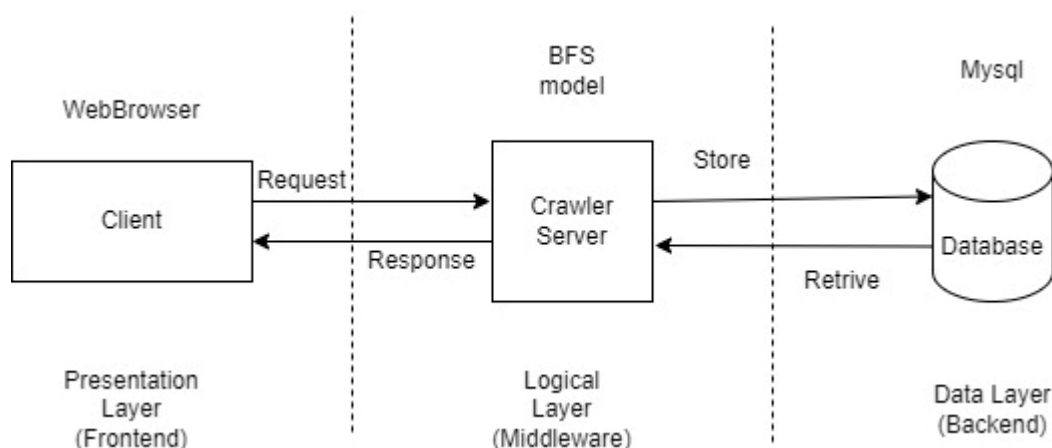 WebBrowser
BFS
model
Mysql
Client
Request
Response
Crawler
Server
Store
Retrive
Database
Presentation
Layer
(Frontend)
Logical
Layer
(Middleware)
Data Layer
(Backend)